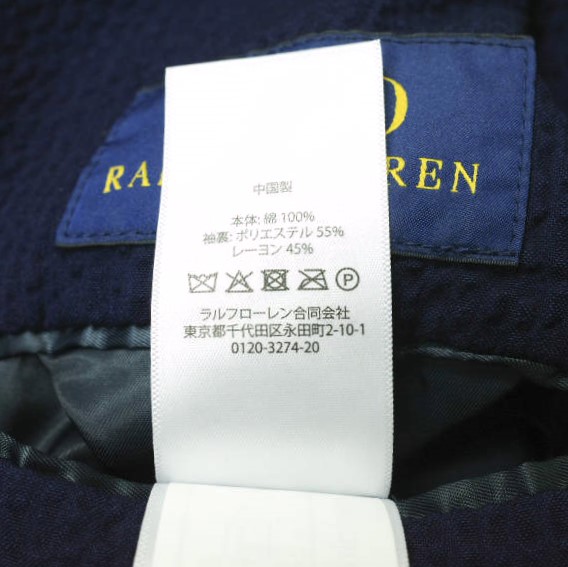 O
RAL
REN
中国製
本体: 綿 100%
袖裏: ポリエステル 55%
レーヨン 45%
P
ラルフローレン合同会社
東京都千代田区永田町2-10-1
0120-3274-20